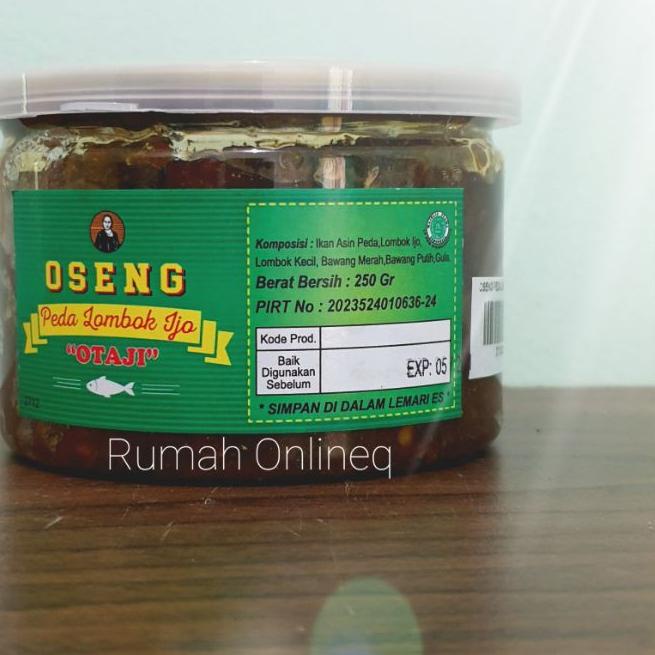 OSENG
Peda Lombok Ijo
"OTAJI"
Komposisi : Ikan Asin Peda,Lombok Ijo,
Lombok Kecil, Bawang Merah,Bawang Putih,Gula.
Berat Bersih : 250 Gr
PIRT No : 2023524010636-24
Kode Prod.
Baik
Digunakan
Sebelum
EXP: 05
* SIMPAN DI DALAM LEMARI ES *
Rumah Onlineq